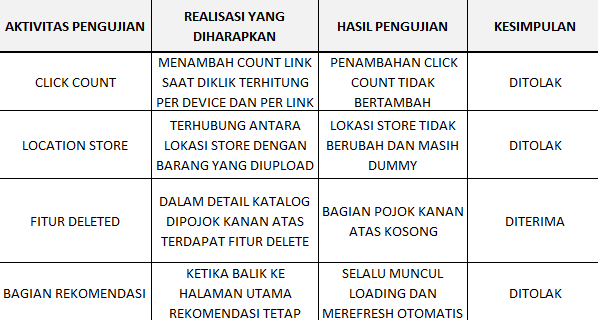 AKTIVITAS PENGUJIAN
REALISASI YANG
DIHARAPKAN
HASIL PENGUJIAN
KESIMPULAN
CLICK COUNT
MENAMBAH COUNT LINK
SAAT DIKLIK TERHITUNG
PER DEVICE DAN PER LINK
PENAMBAHAN CLICK
COUNT TIDAK
BERTAMBAH
DITOLAK
LOCATION STORE
TERHUBUNG ANTARA
LOKASI STORE DENGAN
BARANG YANG DIUPLOAD
LOKASI STORE TIDAK
BERUBAH DAN MASIH
DUMMY
DITOLAK
FITUR DELETED
DALAM DETAIL KATALOG
DIPOJOK KANAN ATAS
TERDAPAT FITUR DELETE
BAGIAN POJOK KANAN
ATAS KOSONG
DITERIMA
BAGIAN REKOMENDASI
KETIKA BALIK KE
HALAMAN UTAMA
REKOMENDASI TETAP
SELALU MUNCUL
LOADING DAN
MEREFRESH OTOMATIS
DITOLAK